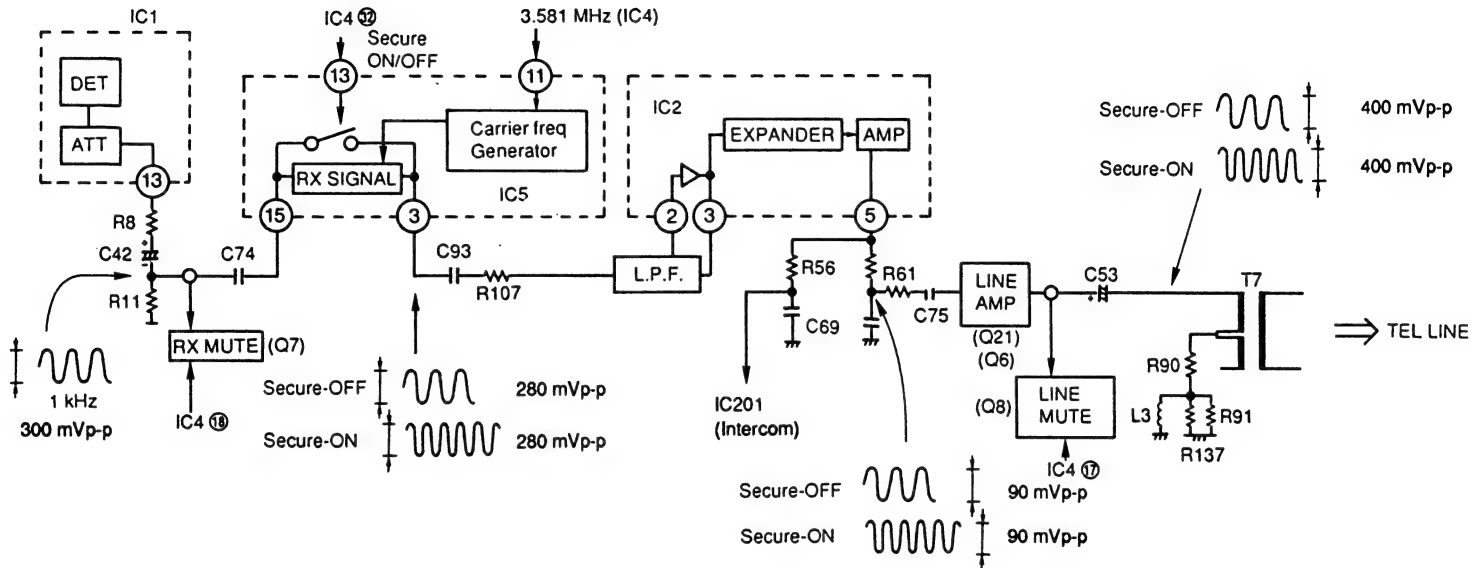 IC1
DET
ATT
13
R8
C42
+
-
R11
1 kHz
300 mVp-p
RX MUTE
(Q7)
IC4 ⑱
C74
IC4 ㉜
Secure
ON/OFF
13
3.581 MHz (IC4)
11
Carrier freq
Generator
RX SIGNAL
IC5
15
3
C93
R107
Secure-OFF
280 mVp-p
Secure-ON
280 mVp-p
IC2
EXPANDER
AMP
2
3
5
L.P.F.
R56
C69
IC201
(Intercom)
R61
C75
LINE
AMP
(Q21)
(Q6)
(Q8)
LINE
MUTE
IC4 ⑰
Secure-OFF
90 mVp-p
Secure-ON
90 mVp-p
C53
+
Secure-OFF
400 mVp-p
Secure-ON
400 mVp-p
T7
TEL LINE
R90
L3
R91
R137